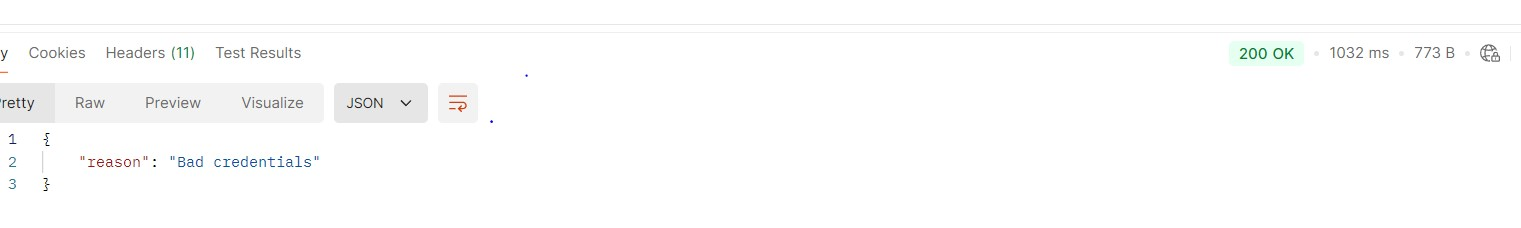 y Cookies Headers (11) Test Results 200 OK 1032 ms 773 B
retty Raw Preview Visualize JSON
1 {
2 "reason": "Bad credentials"
3 }